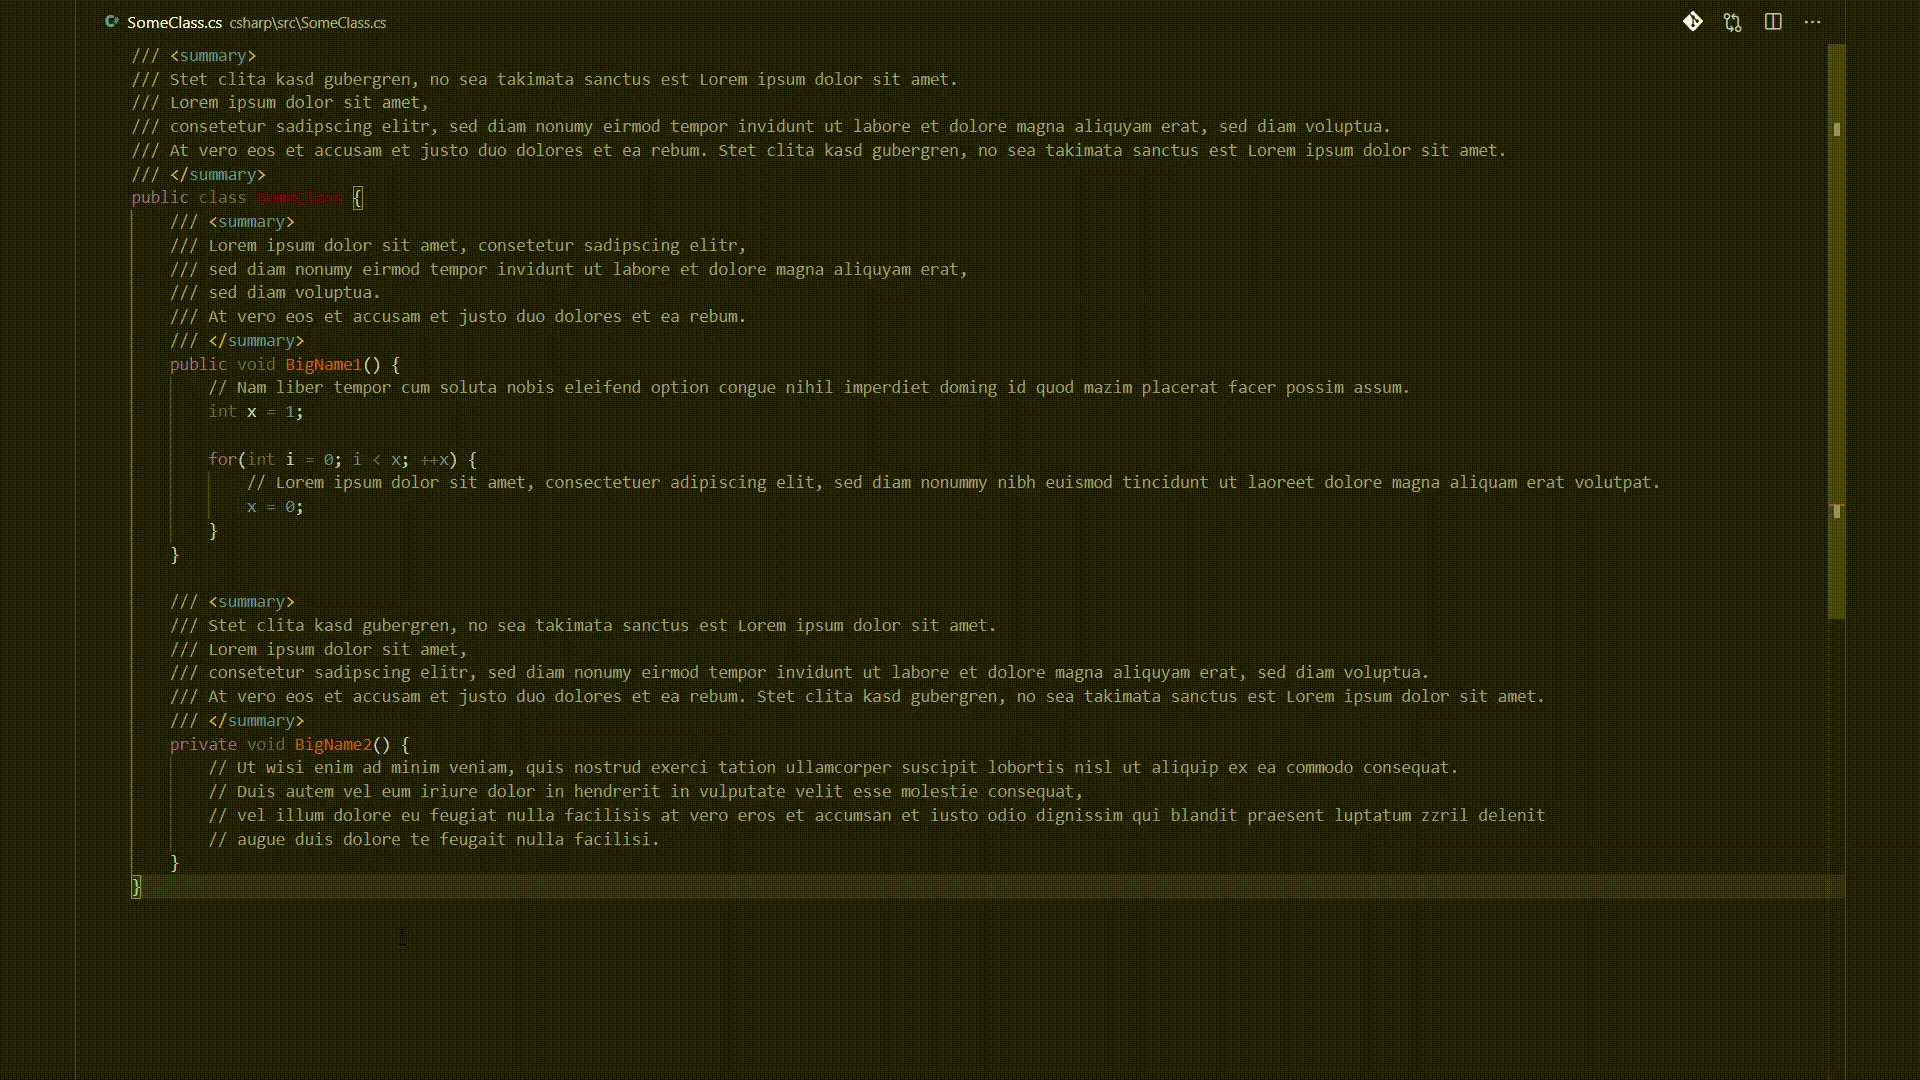 C# SomeClass.cs csharp\src\SomeClass.cs
/// <summary>
/// Stet clita kasd gubergren, no sea takimata sanctus est Lorem ipsum dolor sit amet.
/// Lorem ipsum dolor sit amet,
/// consetetur sadipscing elitr, sed diam nonumy eirmod tempor invidunt ut labore et dolore magna aliquyam erat, sed diam voluptua.
/// At vero eos et accusam et justo duo dolores et ea rebum. Stet clita kasd gubergren, no sea takimata sanctus est Lorem ipsum dolor sit amet.
/// </summary>
public class SomeClass {
    /// <summary>
    /// Lorem ipsum dolor sit amet, consetetur sadipscing elitr,
    /// sed diam nonumy eirmod tempor invidunt ut labore et dolore magna aliquyam erat,
    /// sed diam voluptua.
    /// At vero eos et accusam et justo duo dolores et ea rebum.
    /// </summary>
    public void BigName1() {
        // Nam liber tempor cum soluta nobis eleifend option congue nihil imperdiet doming id quod mazim placerat facer possim assum.
        int x = 1;

        for(int i = 0; i < x; ++x) {
            // Lorem ipsum dolor sit amet, consectetuer adipiscing elit, sed diam nonummy nibh euismod tincidunt ut laoreet dolore magna aliquam erat volutpat.
            x = 0;
        }
    }

    /// <summary>
    /// Stet clita kasd gubergren, no sea takimata sanctus est Lorem ipsum dolor sit amet.
    /// Lorem ipsum dolor sit amet,
    /// consetetur sadipscing elitr, sed diam nonumy eirmod tempor invidunt ut labore et dolore magna aliquyam erat, sed diam voluptua.
    /// At vero eos et accusam et justo duo dolores et ea rebum. Stet clita kasd gubergren, no sea takimata sanctus est Lorem ipsum dolor sit amet.
    /// </summary>
    private void BigName2() {
        // Ut wisi enim ad minim veniam, quis nostrud exerci tation ullamcorper suscipit lobortis nisl ut aliquip ex ea commodo consequat.
        // Duis autem vel eum iriure dolor in hendrerit in vulputate velit esse molestie consequat,
        // vel illum dolore eu feugiat nulla facilisis at vero eros et accumsan et iusto odio dignissim qui blandit praesent luptatum zzril delenit
        // augue duis dolore te feugait nulla facilisi.
    }
}